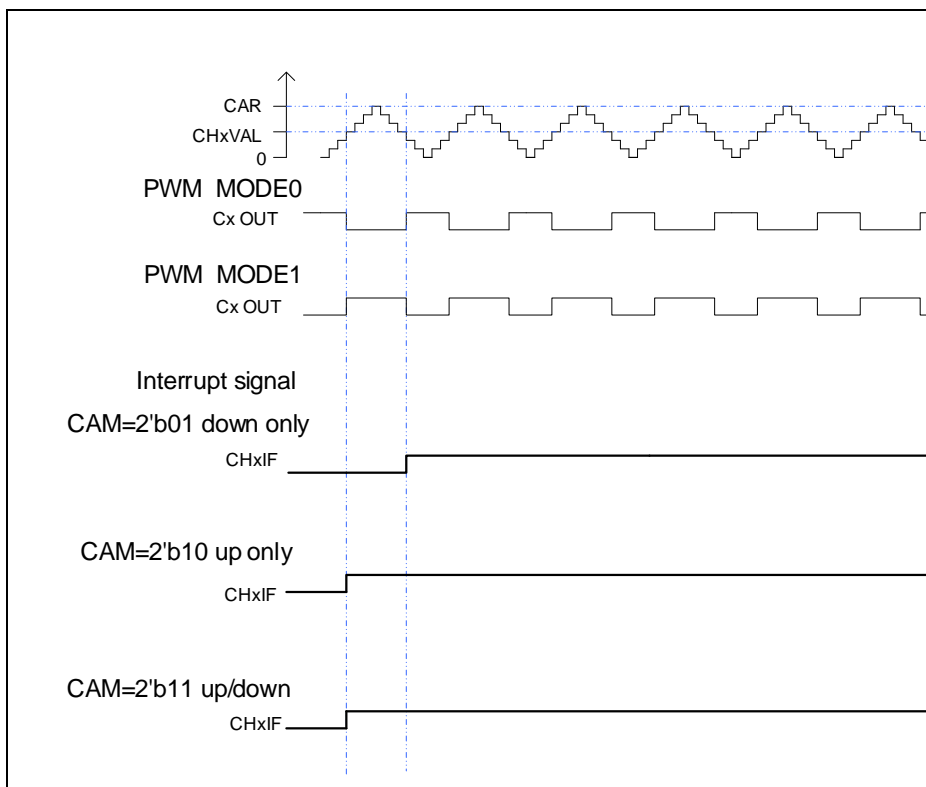 CAR
CHxVAL
0
PWM MODE0
Cx OUT
PWM MODE1
Cx OUT
Interrupt signal
CAM=2'b01 down only
CHxIF
CAM=2'b10 up only
CHxIF
CAM=2'b11 up/down
CHxIF